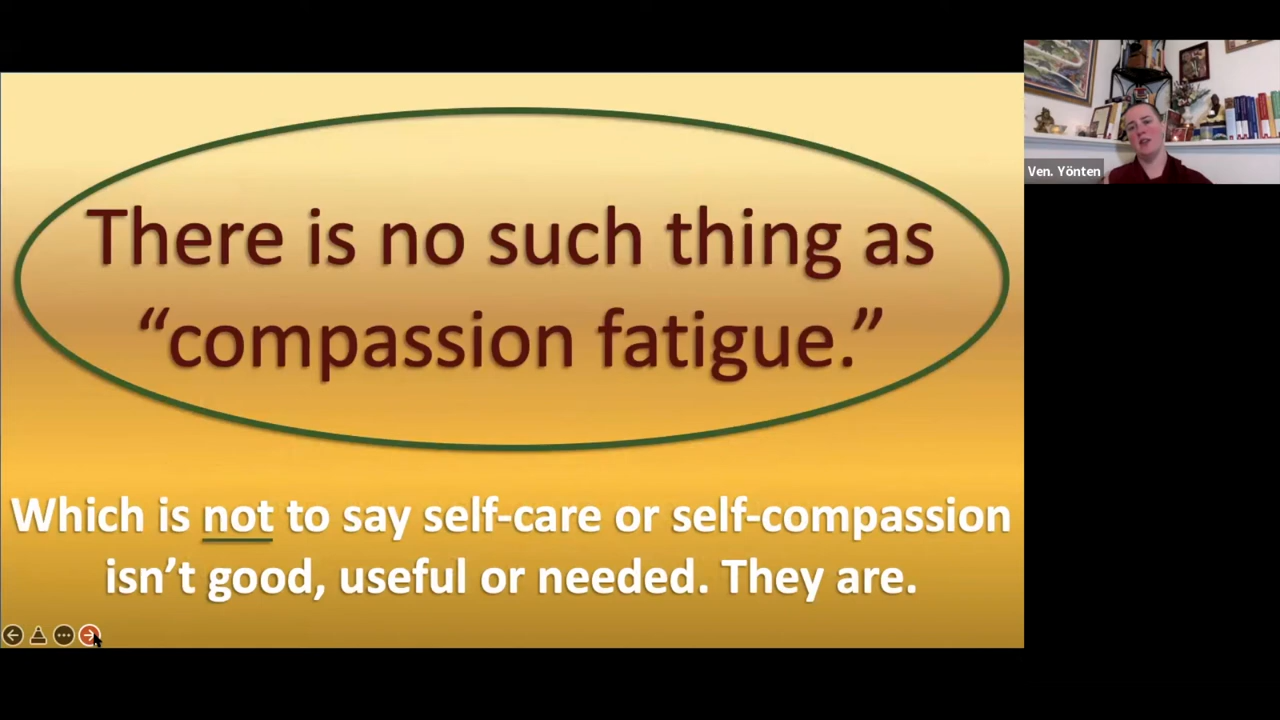 There is no such thing as
“compassion fatigue.”
Which is not to say self-care or self-compassion
isn’t good, useful or needed. They are.
Ven. Yönten